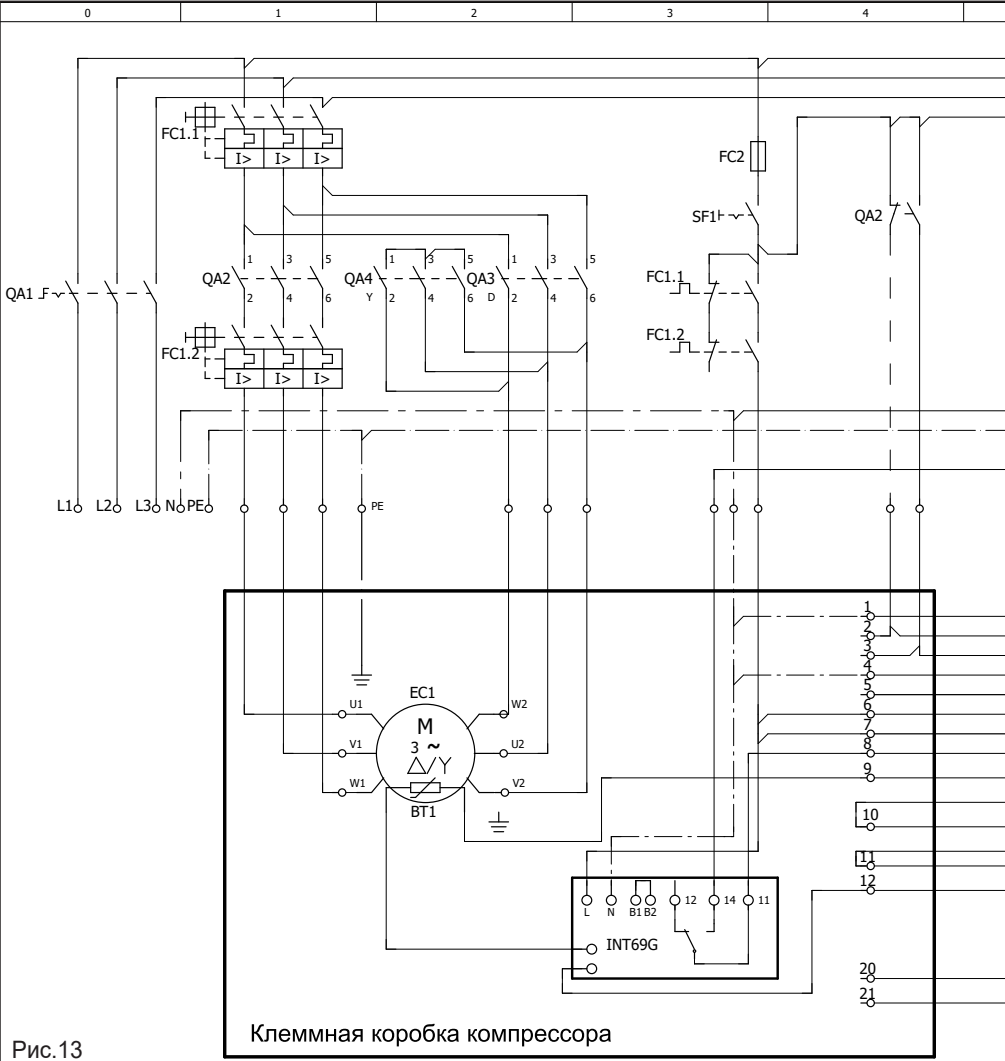 0 1 2 3 4
FC1.1
I> I> I>
FC2
SF1
QA2
QA1
QA2 1 3 5
2 4 6
QA4 1 3 5
Y 2 4 6
QA3 1 3 5
D 2 4 6
FC1.1
FC1.2
FC1.2
I> I> I>
L1 L2 L3 N PE
PE
1
2
3
4
5
6
7
8
9
10
11
12
20
21
EC1
U1
V1
W1
M
3 ~
△/Y
W2
U2
V2
BT1
L N B1 B2 12 14 11
INT69G
Клеммная коробка компрессора
Рис.13